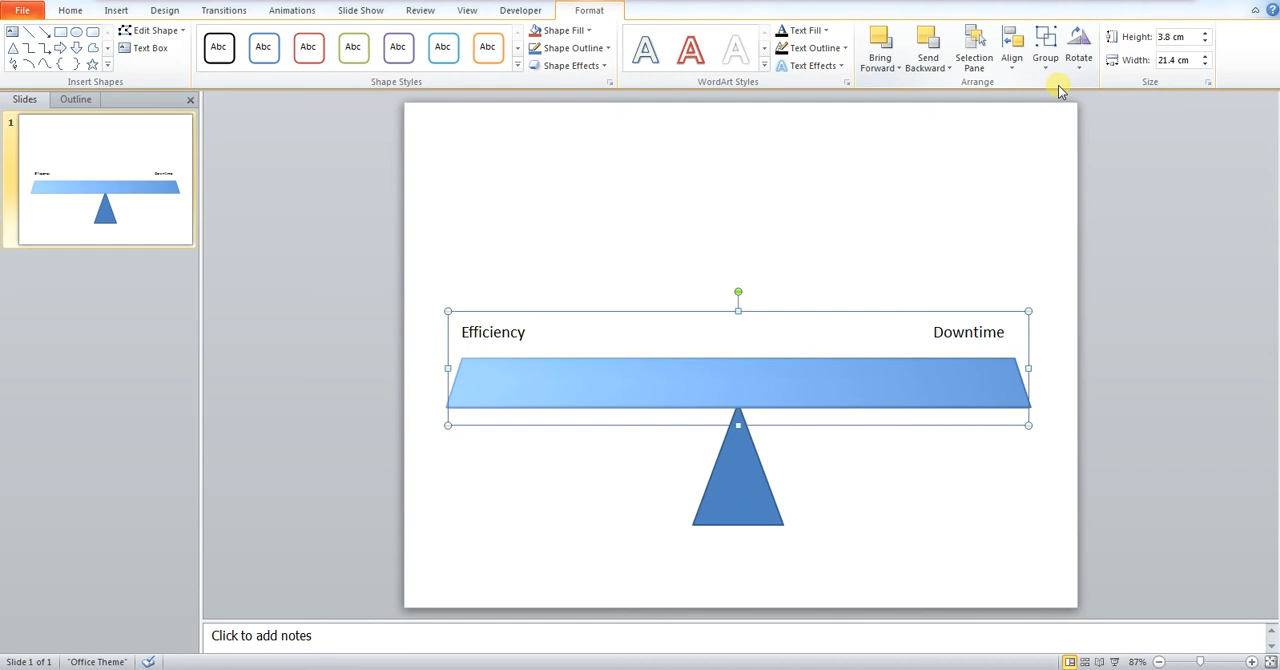 File Home Insert Design Transitions Animations Slide Show Review View Developer Format
Edit Shape
Text Box
Insert Shapes
Abc Abc Abc Abc Abc Abc Abc
Shape Fill
Shape Outline
Shape Effects
Shape Styles
A A A
Text Fill
Text Outline
Text Effects
WordArt Styles
Bring Forward
Send Backward
Selection Pane
Align
Group
Rotate
Arrange
Height: 3.8 cm
Width: 21.4 cm
Size
Slides Outline
1
Efficiency Downtime
Efficiency Downtime
Click to add notes
Slide 1 of 1 "Office Theme" 87%